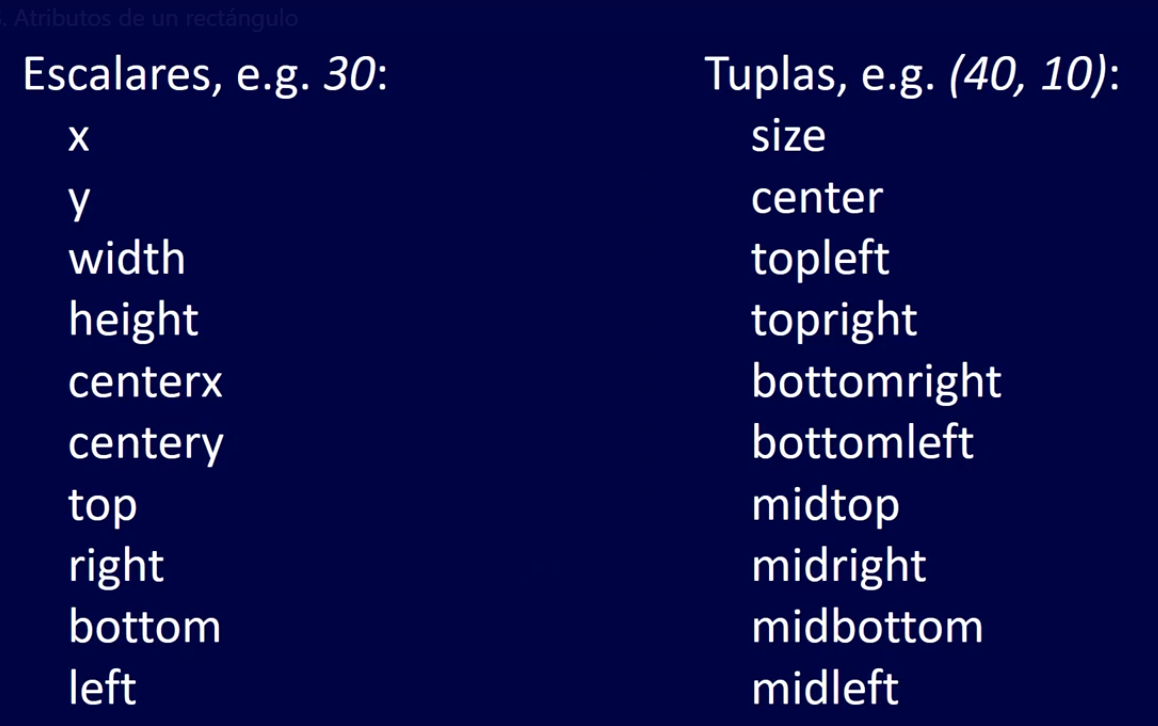 . Atributos de un rectángulo
Escalares, e.g. 30:
x
y
width
height
centerx
centery
top
right
bottom
left
Tuplas, e.g. (40, 10):
size
center
topleft
topright
bottomright
bottomleft
midtop
midright
midbottom
midleft